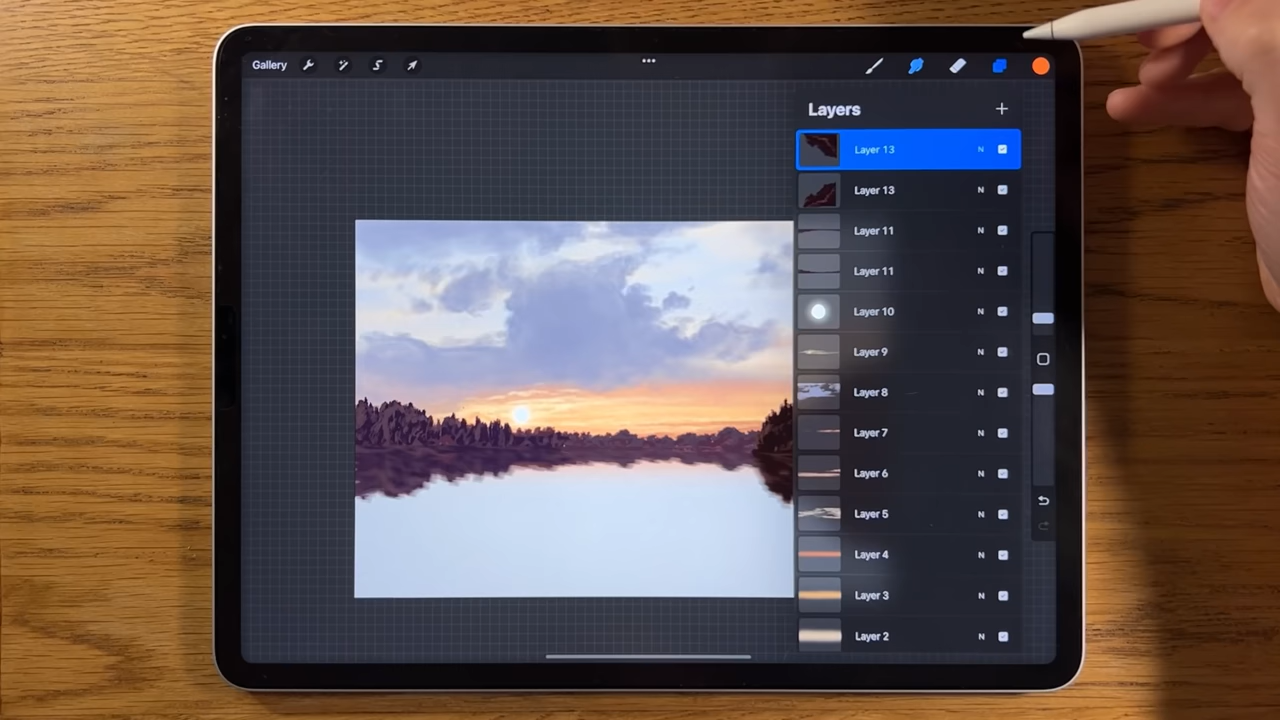 Gallery
Layers
Layer 13 N
Layer 13 N
Layer 11 N
Layer 11 N
Layer 10 N
Layer 9 N
Layer 8 N
Layer 7 N
Layer 6 N
Layer 5 N
Layer 4 N
Layer 3 N
Layer 2 N